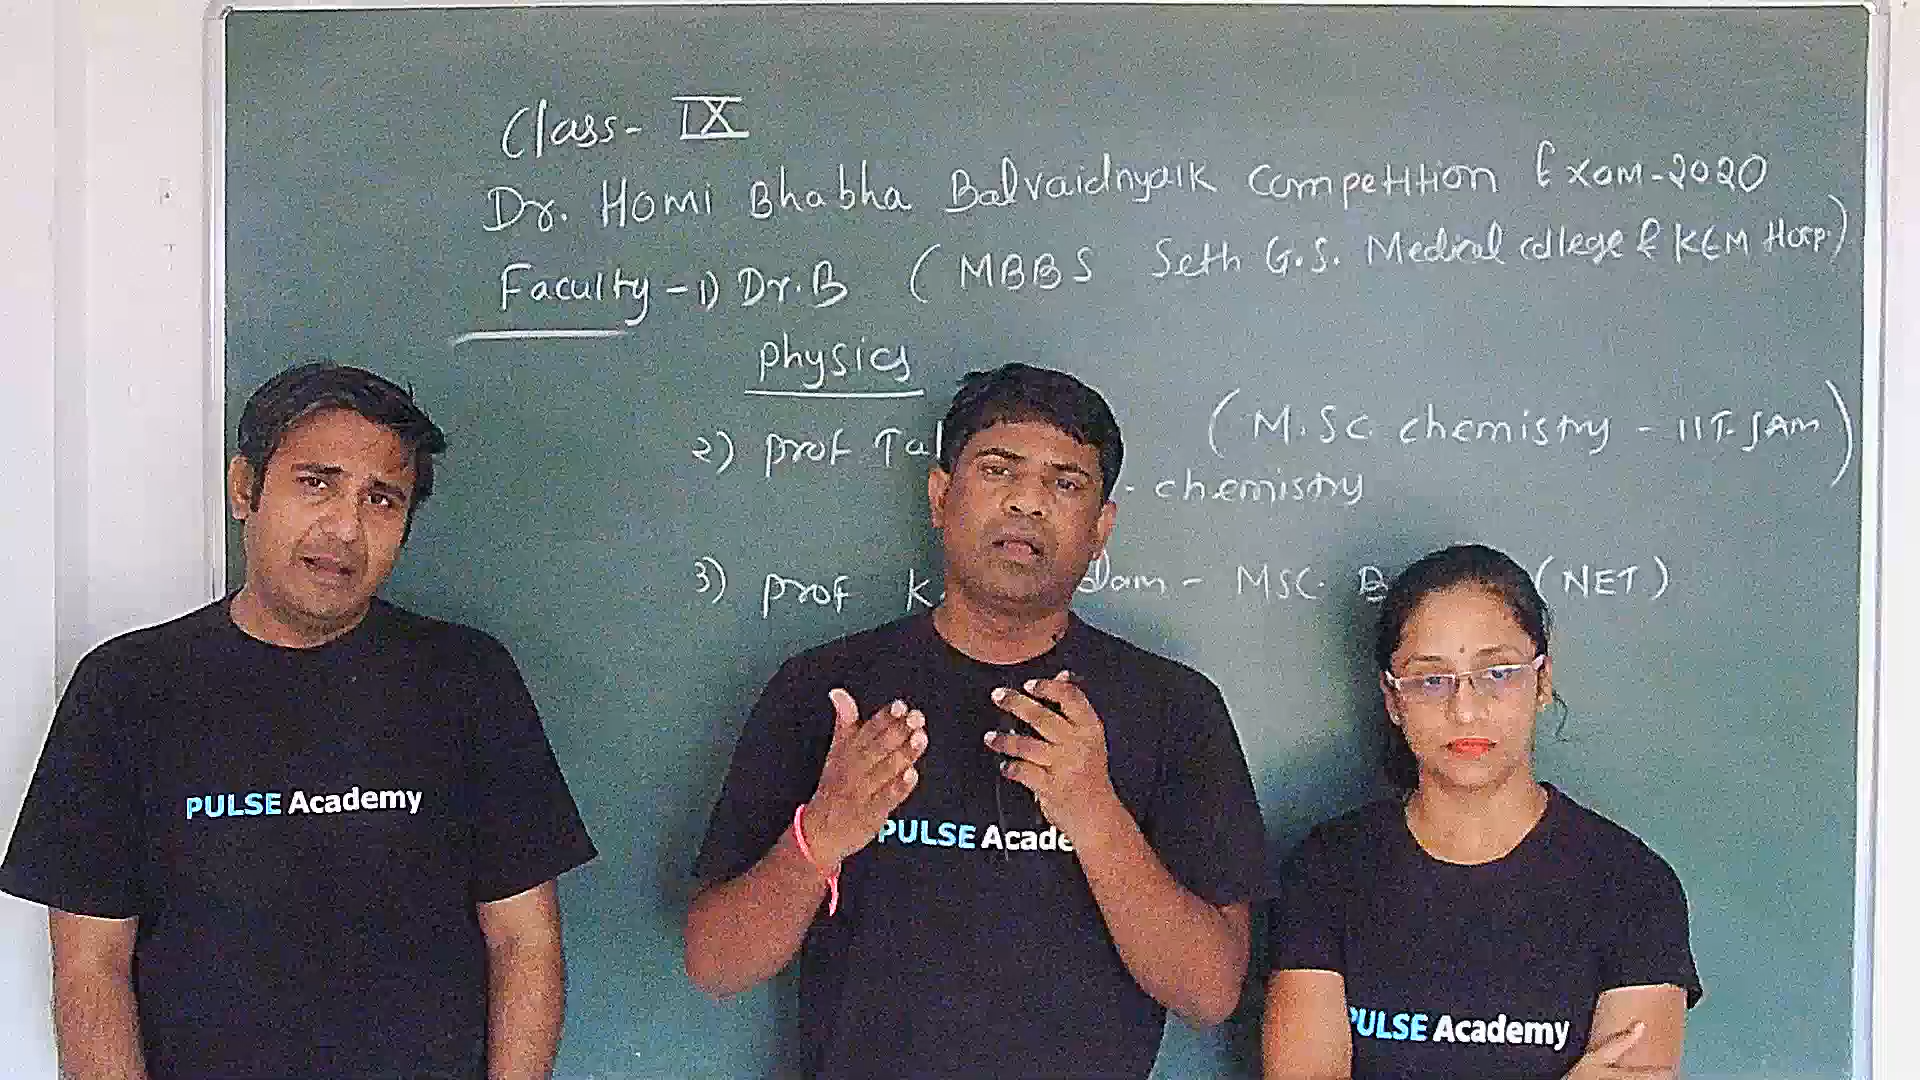 Class- IX
Dr. Homi Bhabha Balvaidnyaik Competition Exam-2020
Faculty - 1) Dr.B ( MBBS Seth G.S. Medical college & KEM Hosp.)
Physics
2) prof. Tal (M.Sc. chemistry - IIT-JAM)
- chemistry
3) prof K. - MSC. (NET)
PULSE Academy
PULSE Acade
PULSE Academy